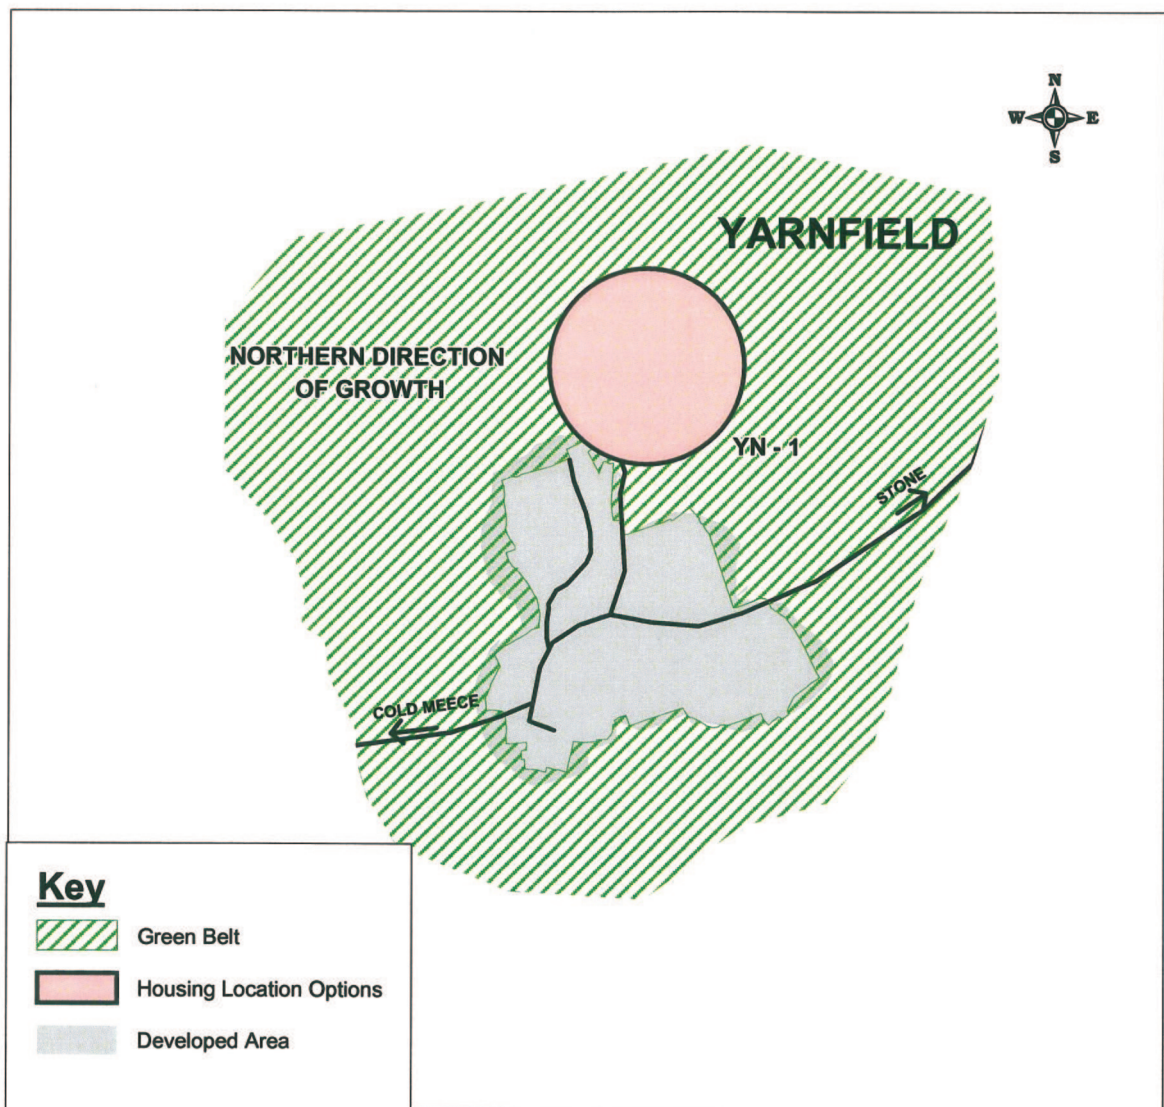 N
W E
S
YARNFIELD
NORTHERN DIRECTION
OF GROWTH
YN - 1
STONE
COLD MEECE
Key
Green Belt
Housing Location Options
Developed Area